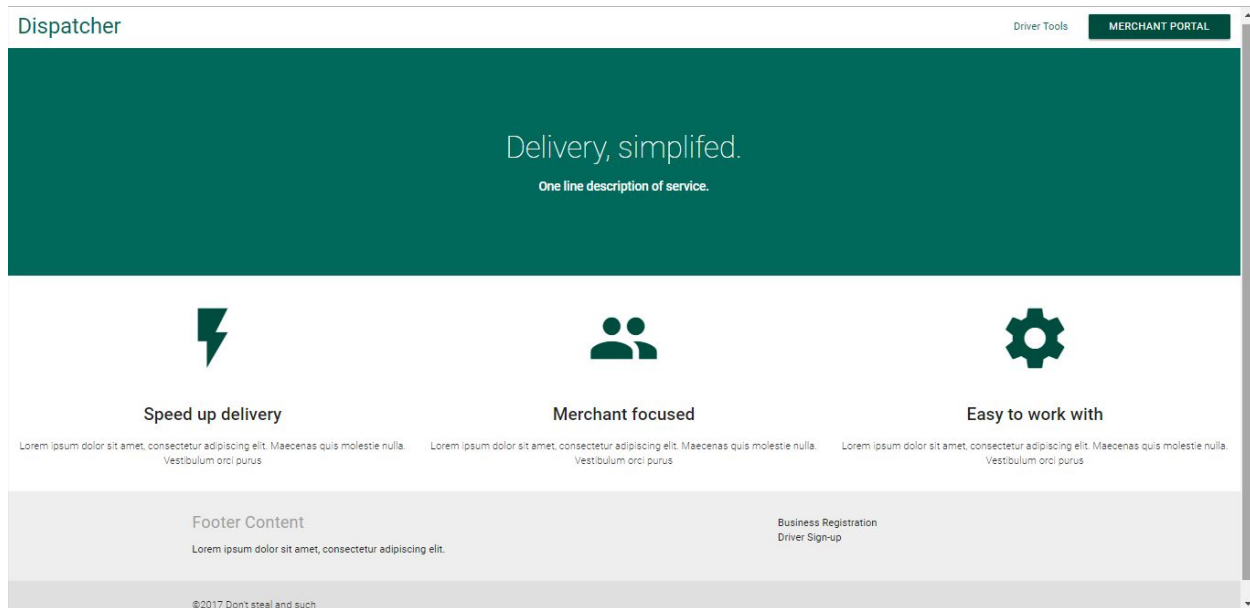 Dispatcher
Driver Tools
MERCHANT PORTAL
Delivery, simplifed.
One line description of service.
Speed up delivery
Lorem ipsum dolor sit amet, consectetur adipiscing elit. Maecenas quis molestie nulla.
Vestibulum orci purus
Merchant focused
Lorem ipsum dolor sit amet, consectetur adipiscing elit. Maecenas quis molestie nulla.
Vestibulum orci purus
Easy to work with
Lorem ipsum dolor sit amet, consectetur adipiscing elit. Maecenas quis molestie nulla.
Vestibulum orci purus
Footer Content
Lorem ipsum dolor sit amet, consectetur adipiscing elit.
Business Registration
Driver Sign-up
©2017 Don't steal and such